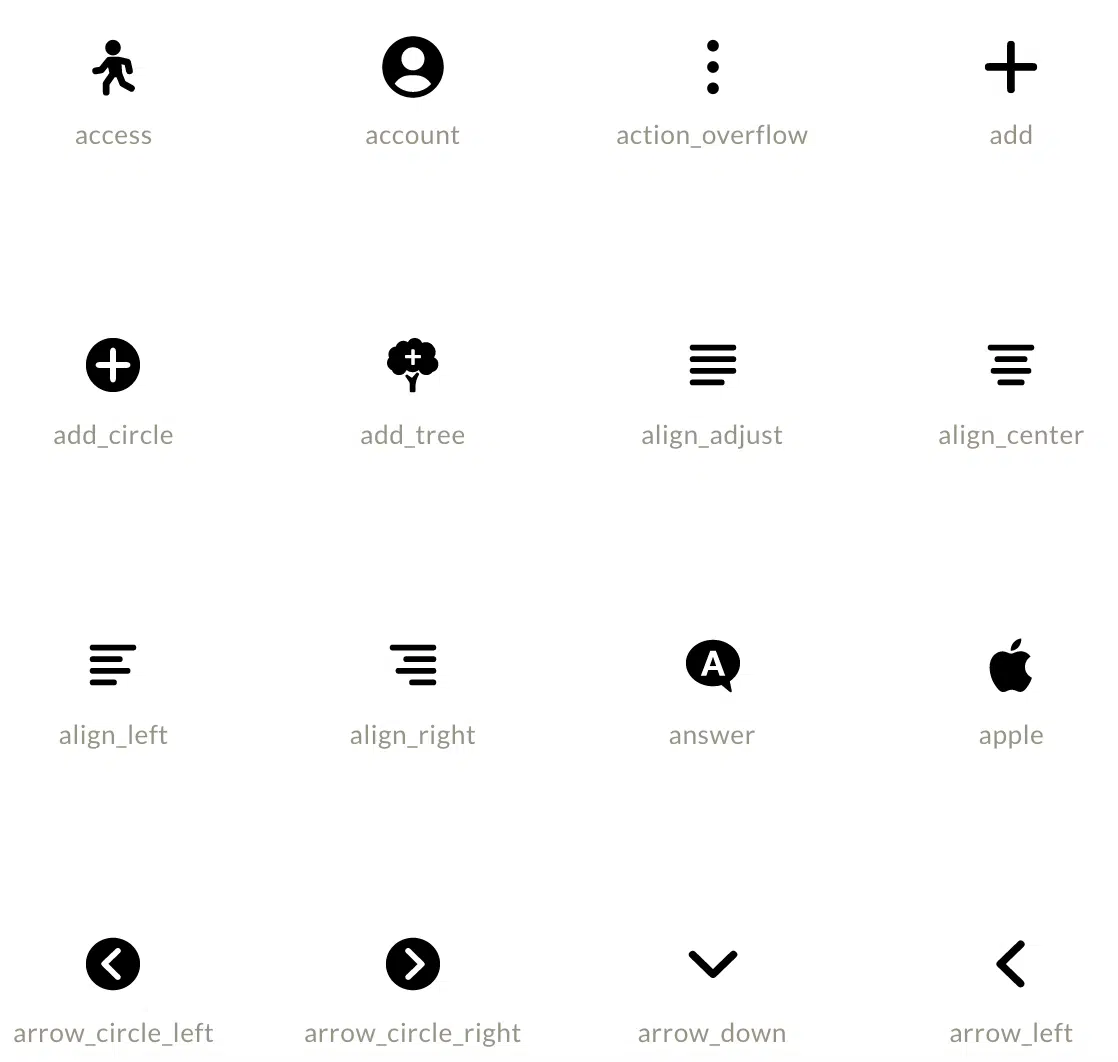 access account action_overflow add
add_circle add_tree align_adjust align_center
align_left align_right A answer apple
arrow_circle_left arrow_circle_right arrow_down arrow_left